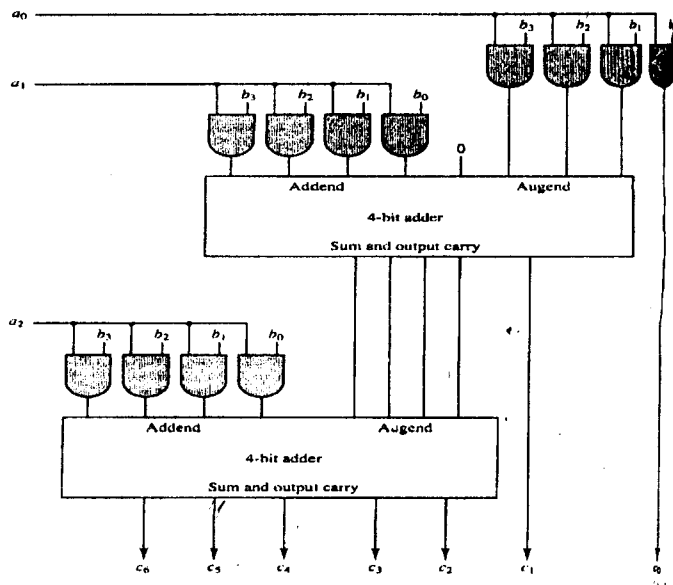 a₀
b₃ b₂ b₁
a₁
b₃ b₂ b₁ b₀
0
Addend Augend
4-bit adder
Sum and output carry
a₂
b₃ b₂ b₁ b₀
Addend Augend
4-bit adder
Sum and output carry
c₆ c₅ c₄ c₃ c₂ c₁